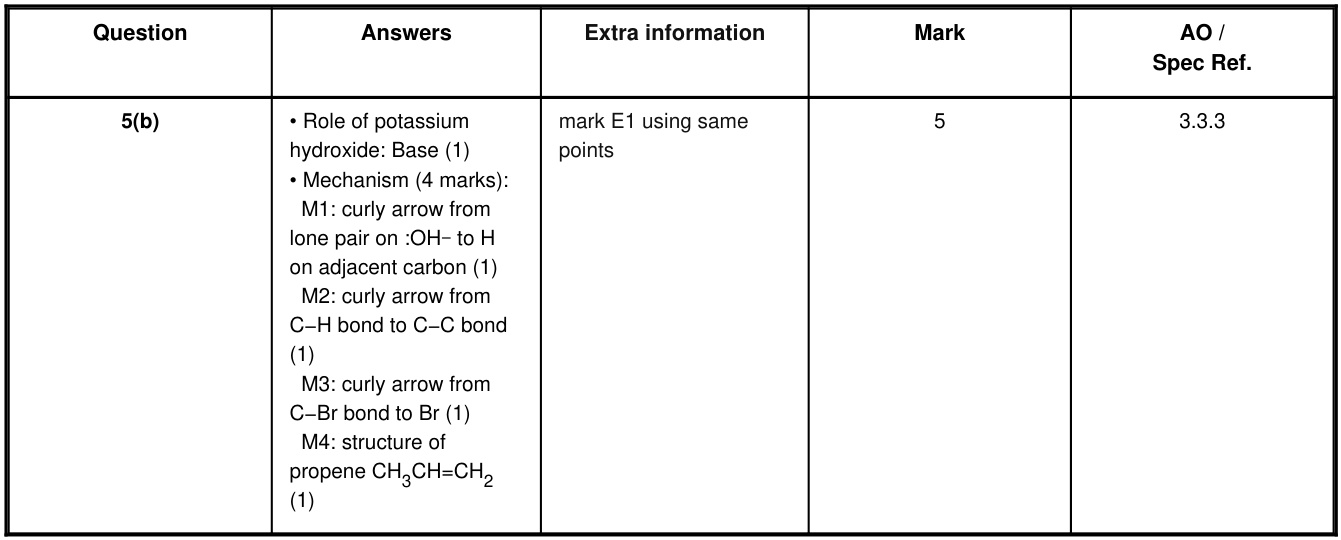 Question
Answers
Extra information
Mark
AO /
Spec Ref.
5(b)
• Role of potassium
hydroxide: Base (1)
• Mechanism (4 marks):
M1: curly arrow from
lone pair on :OH– to H
on adjacent carbon (1)
M2: curly arrow from
C–H bond to C–C bond
(1)
M3: curly arrow from
C–Br bond to Br (1)
M4: structure of
propene CH3CH=CH2
(1)
mark E1 using same
points
5
3.3.3